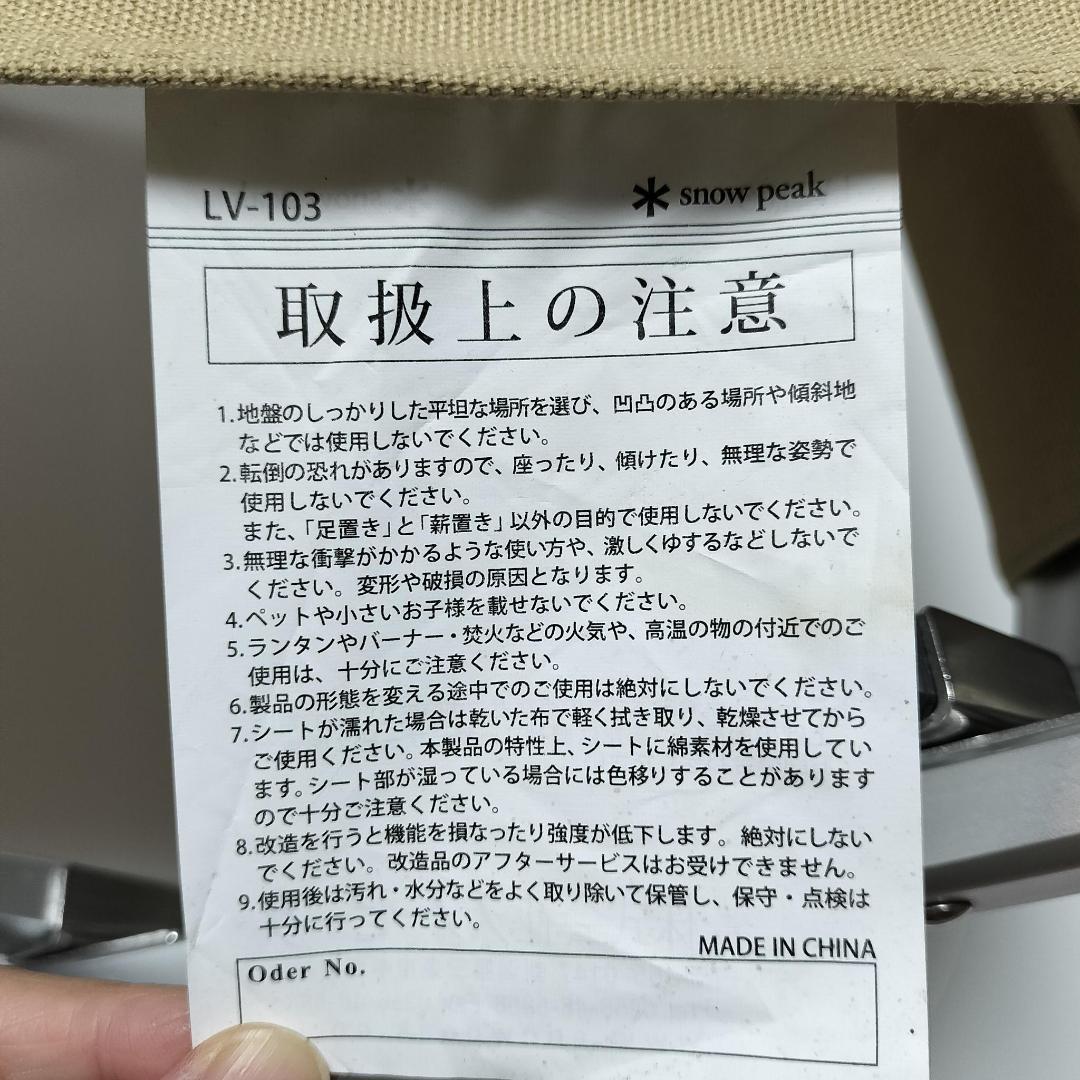 LV-103
snow peak
取扱上の注意
1.地盤のしっかりした平坦な場所を選び、凹凸のある場所や傾斜地
などでは使用しないでください。
2.転倒の恐れがありますので、座ったり、傾けたり、無理な姿勢で
使用しないでください。
また、「足置き」と「薪置き」以外の目的で使用しないでください。
3.無理な衝撃がかかるような使い方や、激しくゆするなどしないで
ください。変形や破損の原因となります。
4.ペットや小さいお子様を載せないでください。
5.ランタンやバーナー・焚火などの火気や、高温の物の付近でのご
使用は、十分にご注意ください。
6.製品の形態を変える途中でのご使用は絶対にしないでください。
7.シートが濡れた場合は乾いた布で軽く拭き取り、乾燥させてから
ご使用ください。本製品の特性上、シートに綿素材を使用してい
ます。シート部が湿っている場合には色移りすることがあります
ので十分ご注意ください。
8.改造を行うと機能を損なったり強度が低下します。絶対にしない
でください。改造品のアフターサービスはお受けできません。
9.使用後は汚れ・水分などをよく取り除いて保管し、保守・点検は
十分に行ってください。
MADE IN CHINA
Oder No.